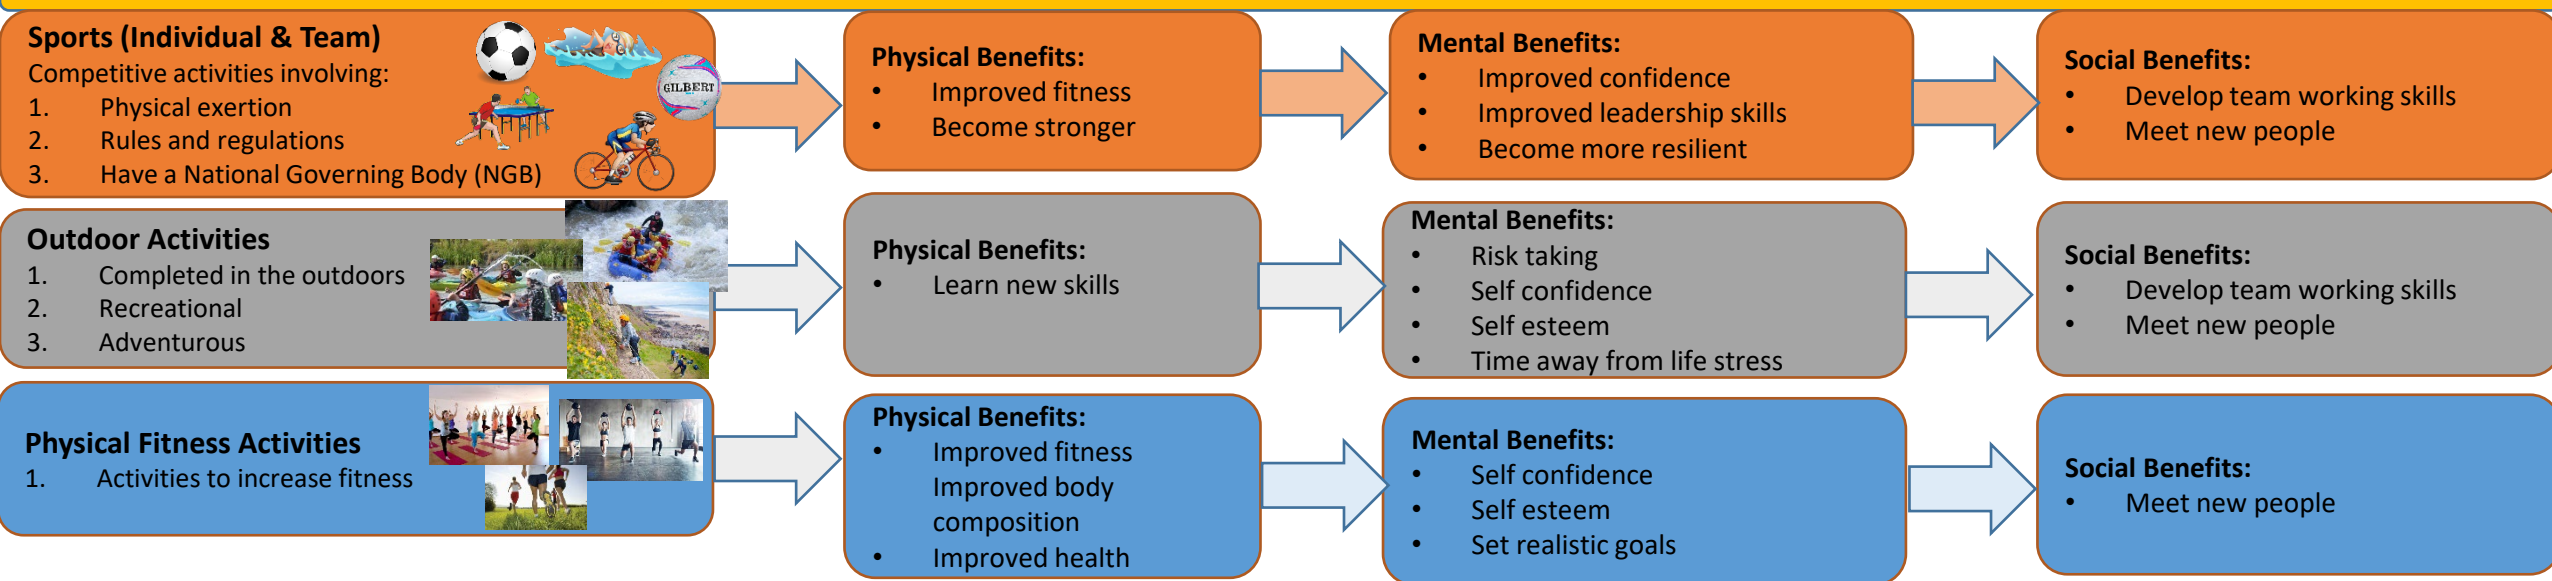 Sports (Individual & Team)
Competitive activities involving:
1. Physical exertion
2. Rules and regulations
3. Have a National Governing Body (NGB)
GILBERT
Physical Benefits:
• Improved fitness
• Become stronger
Mental Benefits:
• Improved confidence
• Improved leadership skills
• Become more resilient
Social Benefits:
• Develop team working skills
• Meet new people
Outdoor Activities
1. Completed in the outdoors
2. Recreational
3. Adventurous
Physical Benefits:
• Learn new skills
Mental Benefits:
• Risk taking
• Self confidence
• Self esteem
• Time away from life stress
Social Benefits:
• Develop team working skills
• Meet new people
Physical Fitness Activities
1. Activities to increase fitness
Physical Benefits:
• Improved fitness
Improved body
composition
• Improved health
Mental Benefits:
• Self confidence
• Self esteem
• Set realistic goals
Social Benefits:
• Meet new people